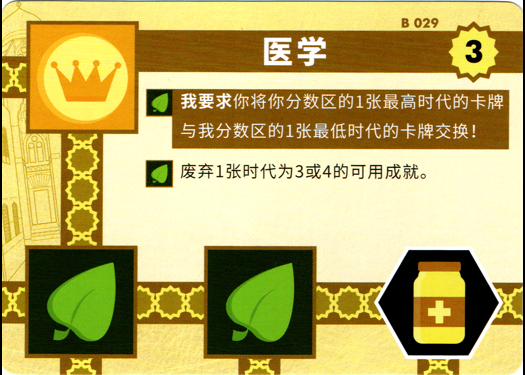 B 029
医学
3
我要求你将你分数区的1张最高时代的卡牌
与我分数区的1张最低时代的卡牌交换！
废弃1张时代为3或4的可用成就。